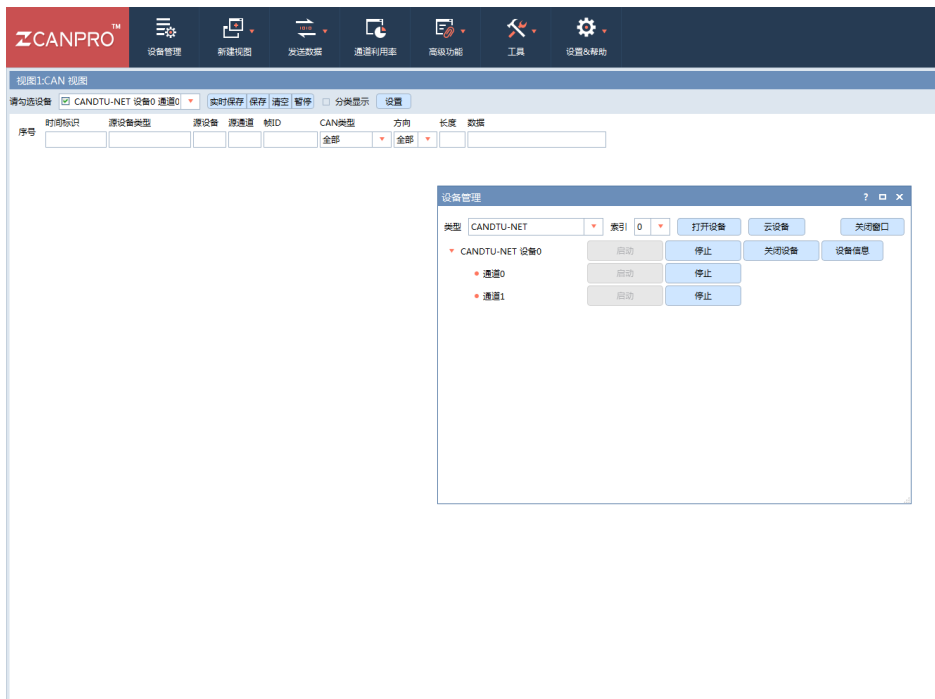 ZCANPRO™
设备管理 新建视图 发送数据 通道利用率 高级功能 工具 设置&帮助
视图1:CAN 视图
请勾选设备 CANDTU-NET 设备0 通道0 实时保存 保存 清空 暂停 分类显示 设置
序号 时间标识 源设备类型 源设备 源通道 帧ID CAN类型 方向 长度 数据
全部 全部
设备管理 ?
类型 CANDTU-NET 索引 0 打开设备 云设备 关闭窗口
CANDTU-NET 设备0 启动 停止 关闭设备 设备信息
通道0 启动 停止
通道1 启动 停止